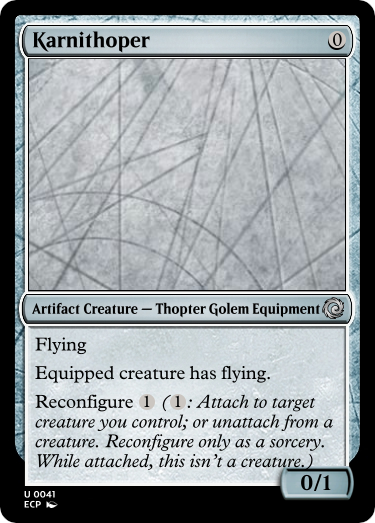 Karnithoper 0
Artifact Creature — Thopter Golem Equipment
Flying
Equipped creature has flying.
Reconfigure 1 (1: Attach to target
creature you control; or unattach from a
creature. Reconfigure only as a sorcery.
While attached, this isn't a creature.)
0/1
U 0041
ECP